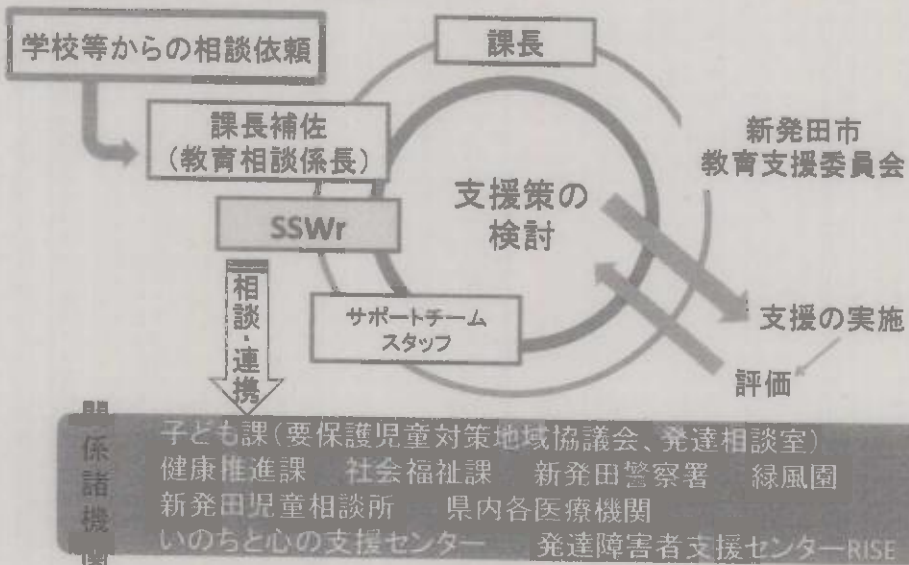 学校等からの相談依頼
課長
課長補佐
(教育相談係長)
新発田市
教育支援委員会
SSWr
支援策の
検討
サポートチーム
スタッフ
相談・連携
支援の実施
評価
関係諸機関
子ども課(要保護児童対策地域協議会、発達相談室)
健康推進課 社会福祉課 新発田警察署 緑風園
新発田児童相談所 県内各医療機関
いのちと心の支援センター 発達障害者支援センターRISE